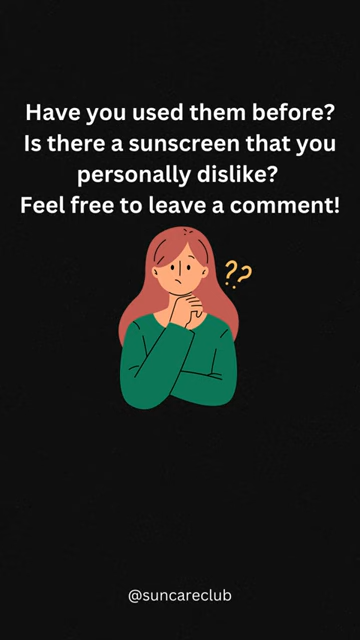 Have you used them before?
Is there a sunscreen that you
personally dislike?
Feel free to leave a comment!
??
@suncareclub